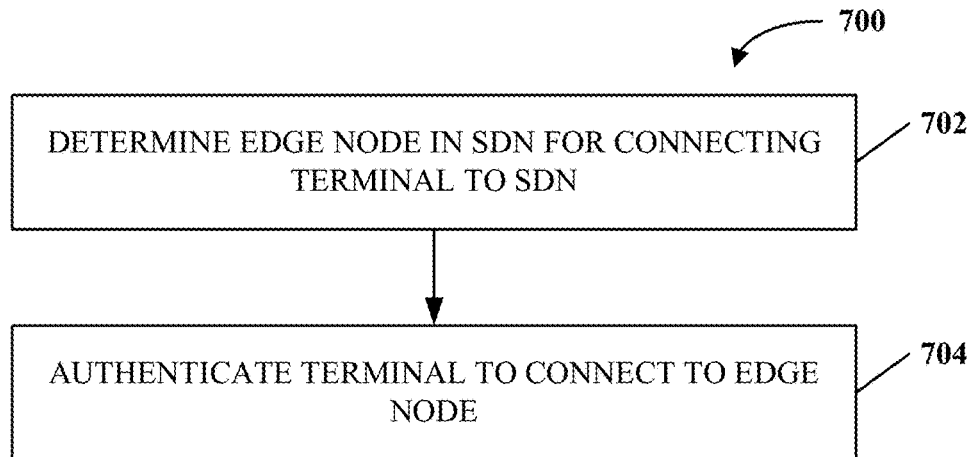 700
DETERMINE EDGE NODE IN SDN FOR CONNECTING
TERMINAL TO SDN
702
AUTHENTICATE TERMINAL TO CONNECT TO EDGE
NODE
704